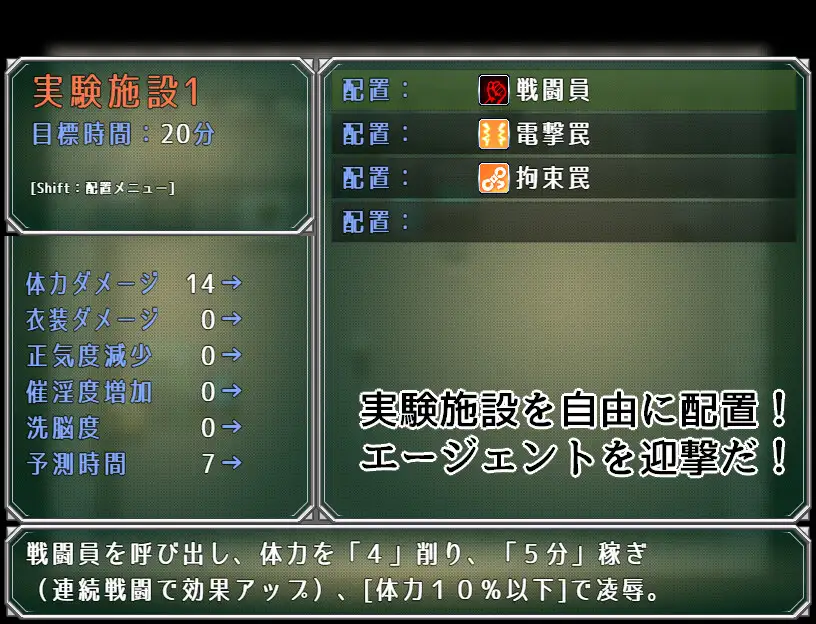 実験施設1
目標時間：20分
[Shift：配置メニュー]
体力ダメージ 14→
衣装ダメージ 0→
正気度減少 0→
催淫度増加 0→
洗脳度 0→
予測時間 7→
配置： 戦闘員
配置： 電撃罠
配置： 拘束罠
配置：
実験施設を自由に配置！
エージェントを迎撃だ！
戦闘員を呼び出し、体力を「４」削り、「５分」稼ぎ
（連続戦闘で効果アップ）、[体力１０％以下]で凌辱。